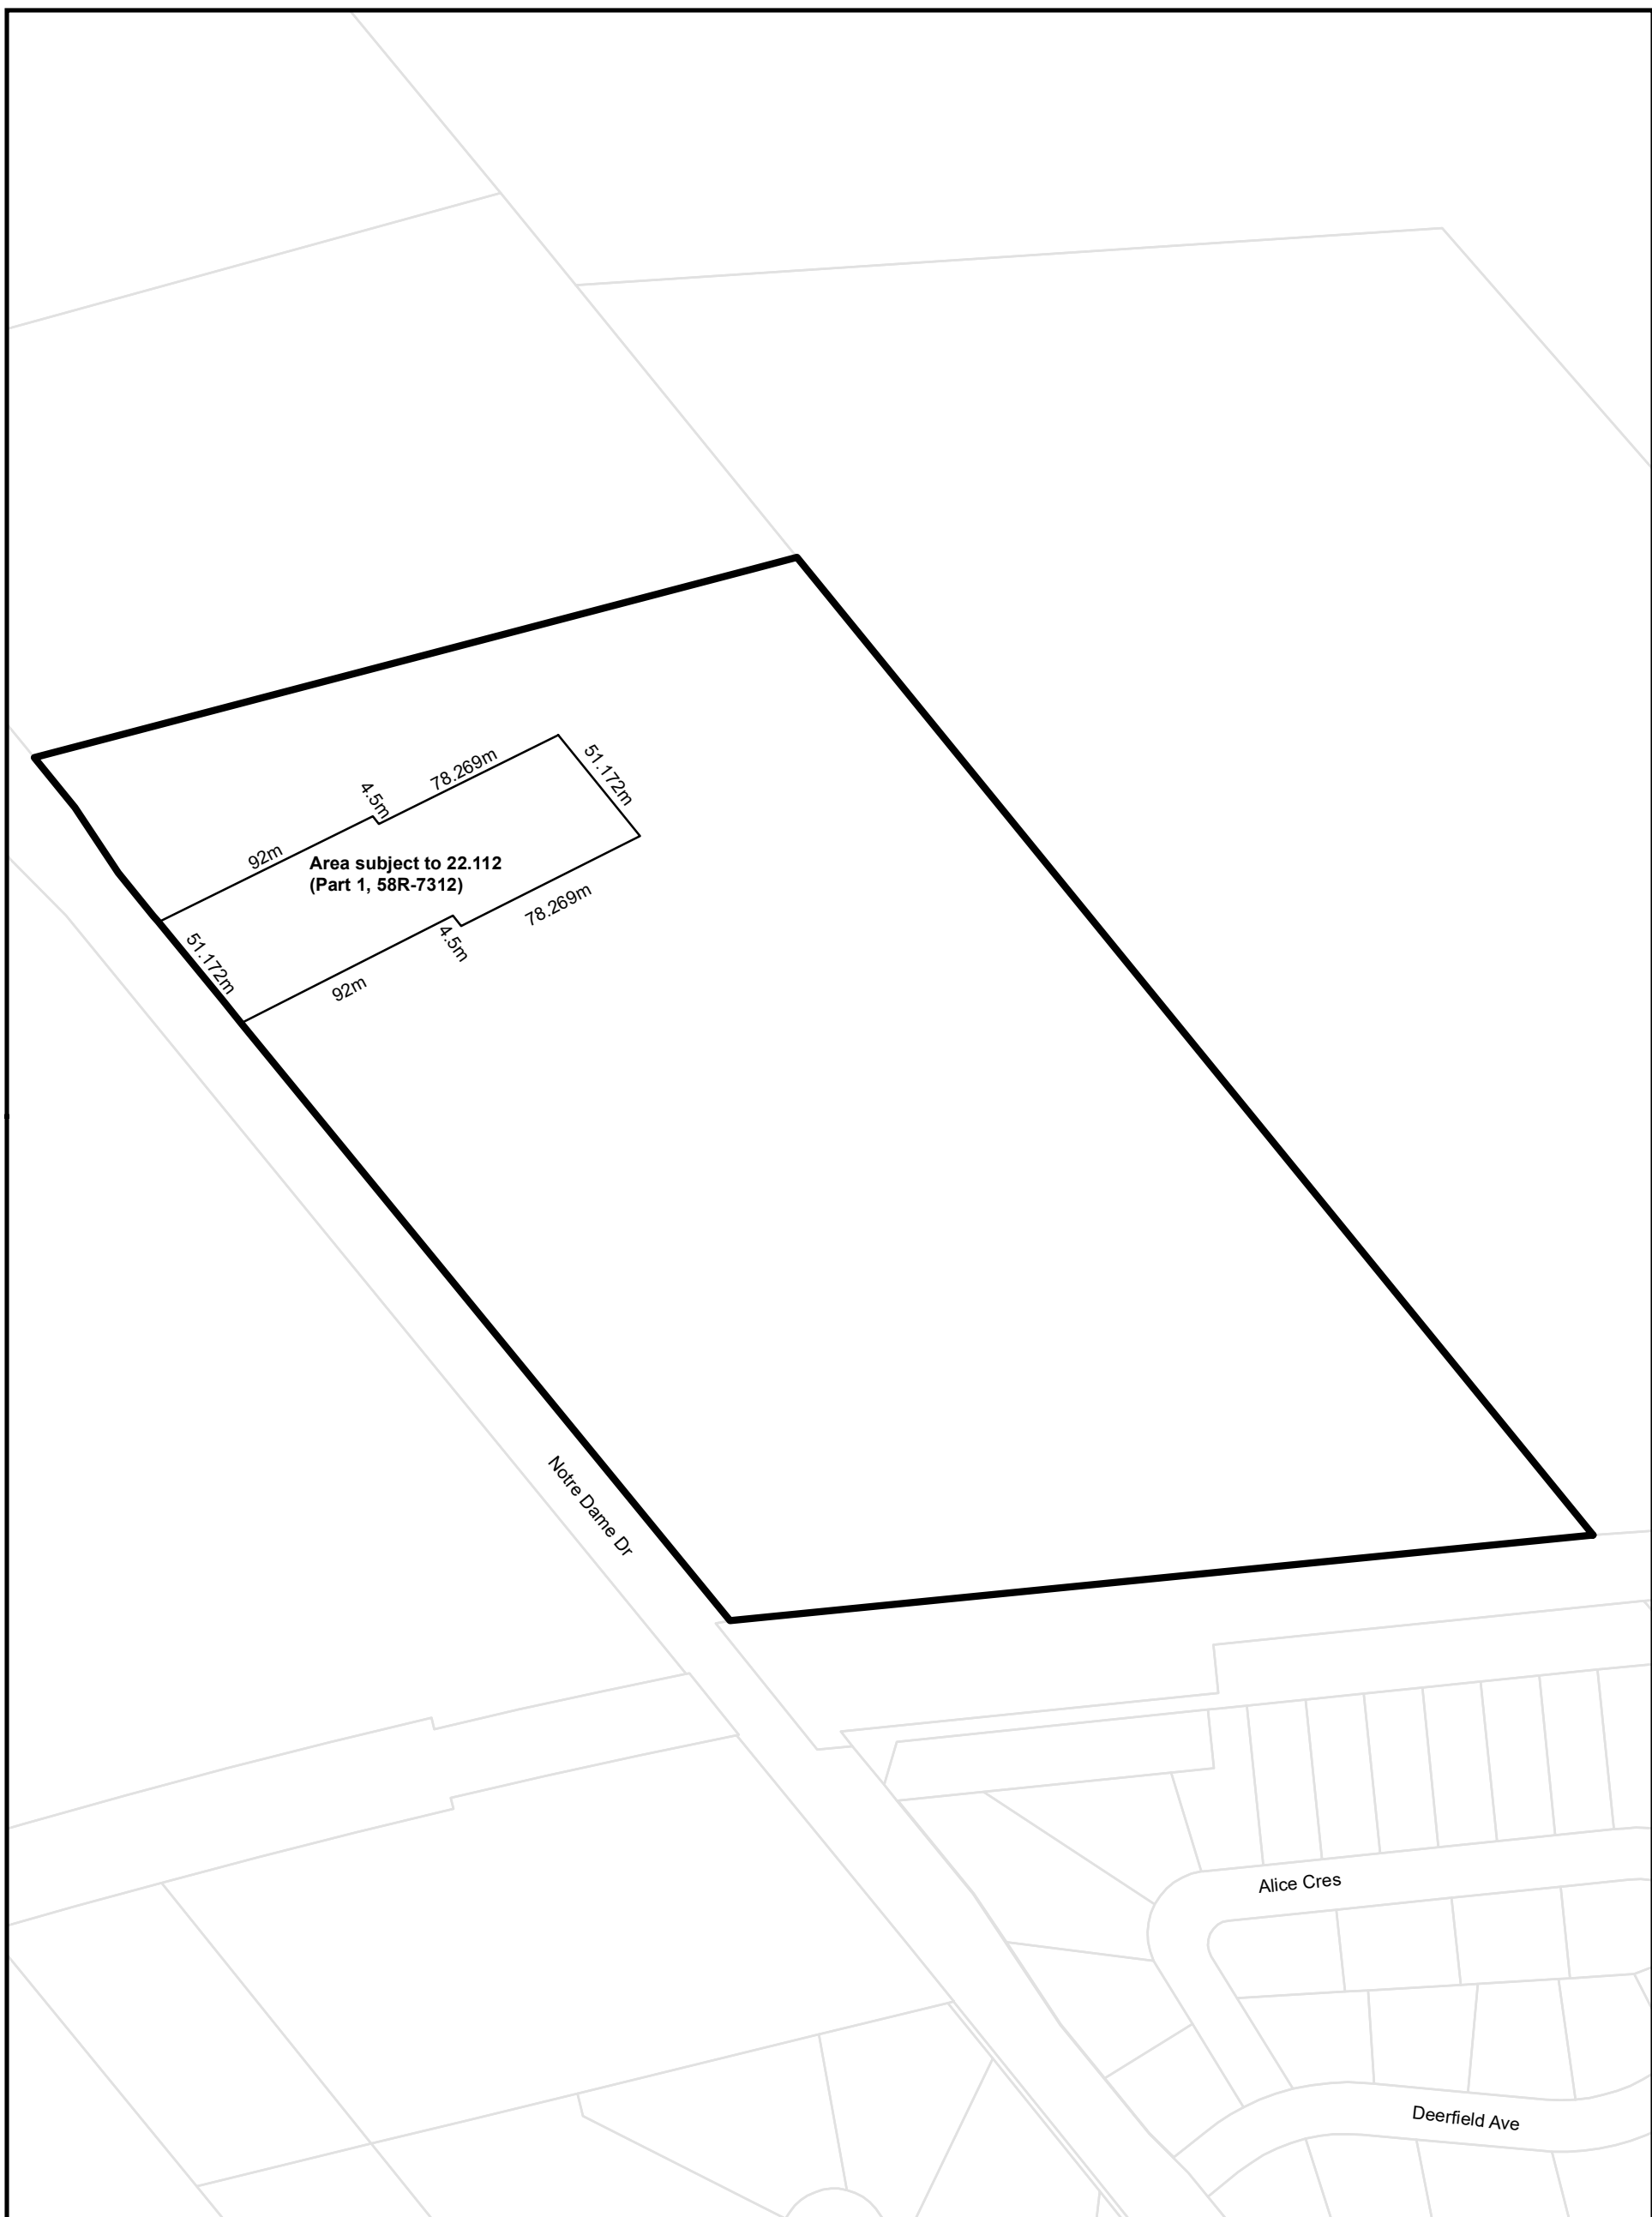 51.172m
78.269m
4.5m
92m
Area subject to 22.112
(Part 1, 58R-7312)
78.269m
4.5m
51.172m
92m
Notre Dame Dr
Alice Cres
Deerfield Ave